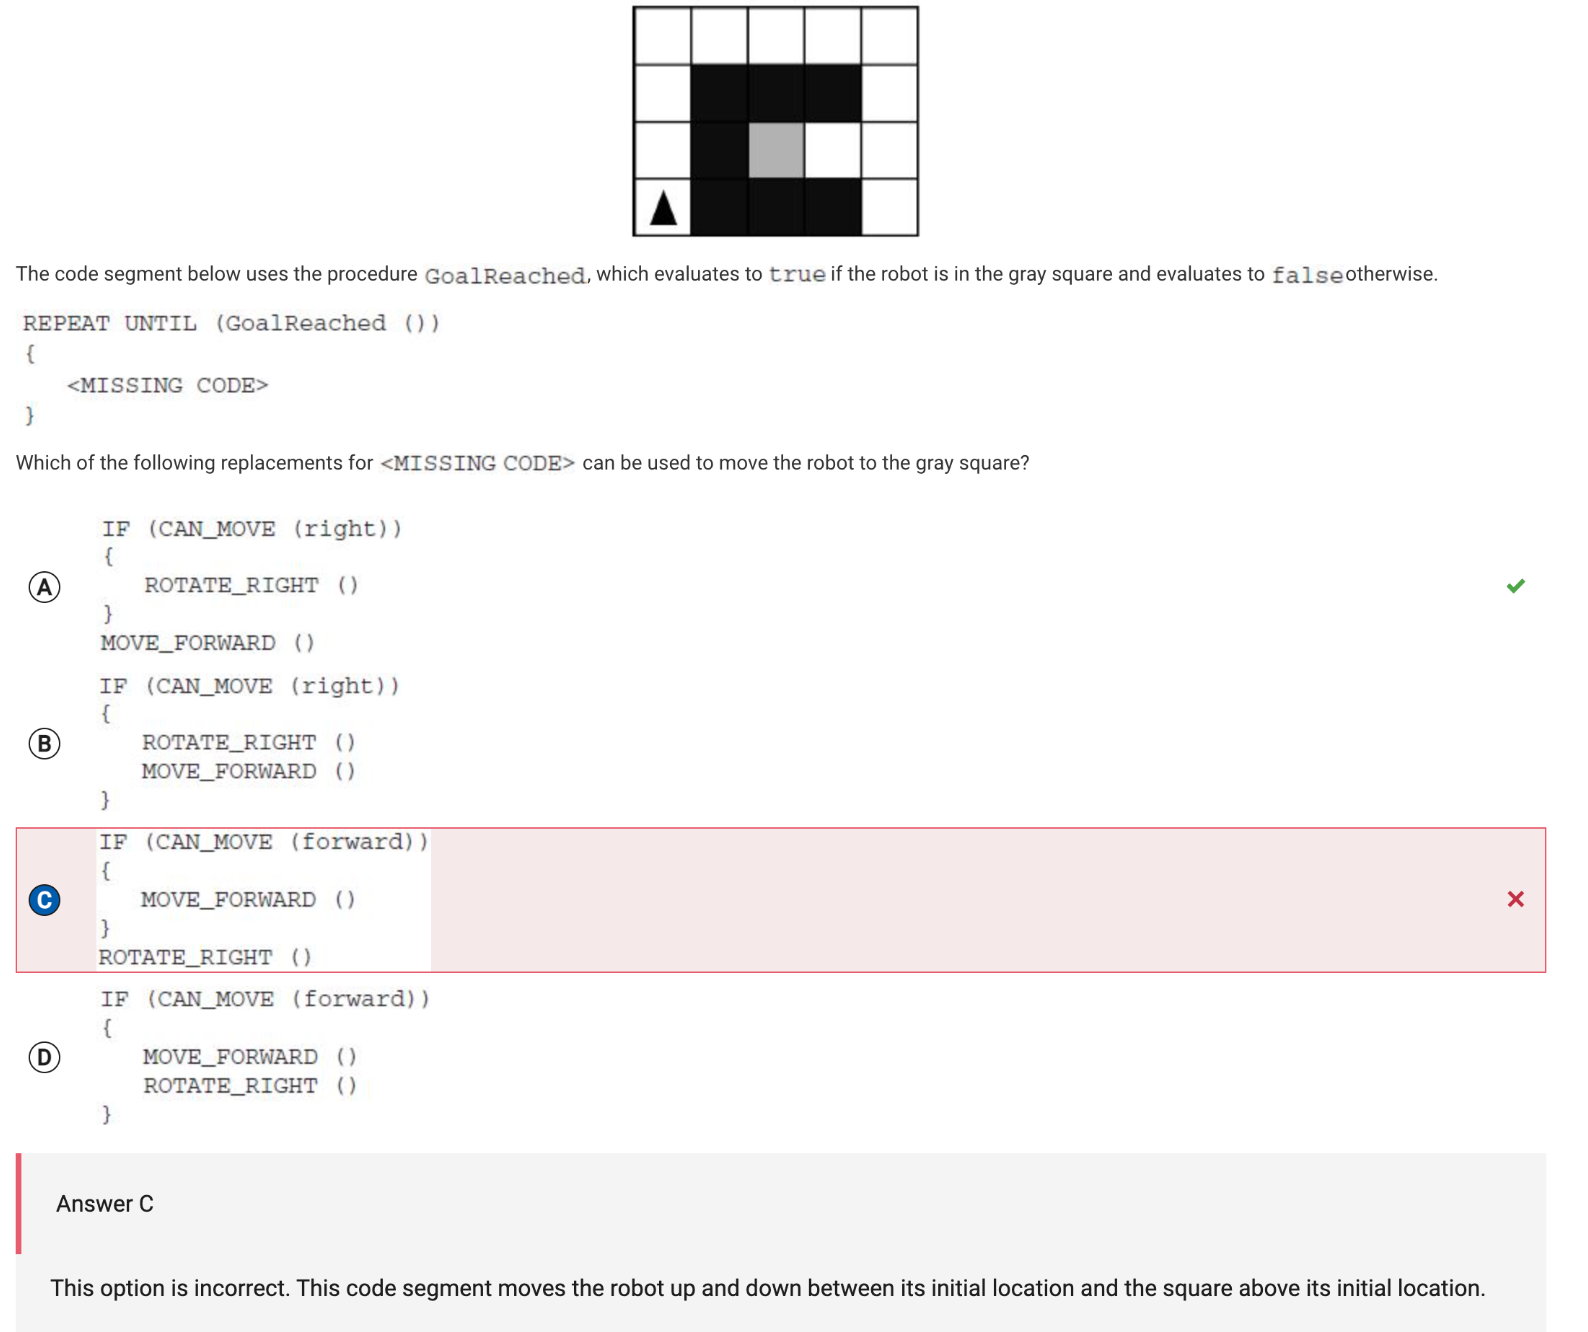 The code segment below uses the procedure GoalReached, which evaluates to true if the robot is in the gray square and evaluates to false otherwise.
REPEAT UNTIL (GoalReached ())
{
<MISSING CODE>
}
Which of the following replacements for <MISSING CODE> can be used to move the robot to the gray square?
A
IF (CAN_MOVE (right))
{
ROTATE_RIGHT ()
}
MOVE_FORWARD ()
B
IF (CAN_MOVE (right))
{
ROTATE_RIGHT ()
MOVE_FORWARD ()
}
C
IF (CAN_MOVE (forward))
{
MOVE_FORWARD ()
}
ROTATE_RIGHT ()
D
IF (CAN_MOVE (forward))
{
MOVE_FORWARD ()
ROTATE_RIGHT ()
}
Answer C
This option is incorrect. This code segment moves the robot up and down between its initial location and the square above its initial location.